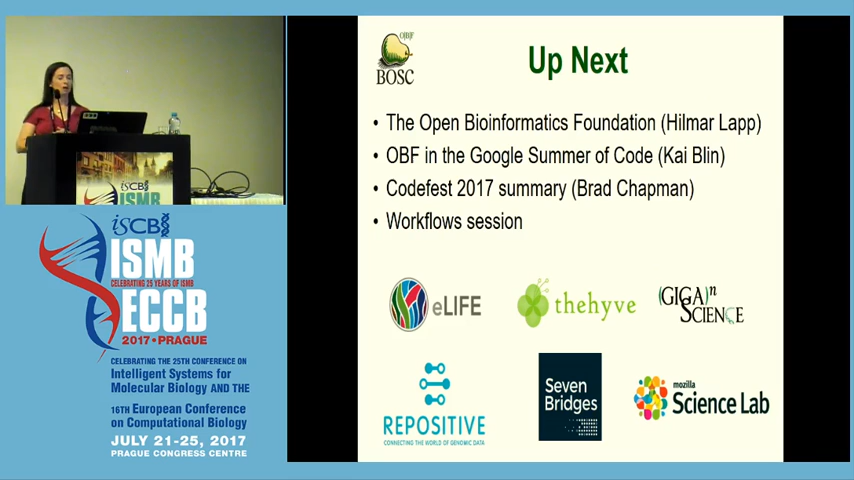 iSCB
ISMB
iSCB
ISMB
CELEBRATING 25 YEARS OF ISMB
ECCB
2017 • PRAGUE
CELEBRATING THE 25TH CONFERENCE ON
Intelligent Systems for
Molecular Biology AND THE
16TH European Conference
on Computational Biology
JULY 21-25, 2017
PRAGUE CONGRESS CENTRE
OBF
BOSC
Up Next
• The Open Bioinformatics Foundation (Hilmar Lapp)
• OBF in the Google Summer of Code (Kai Blin)
• Codefest 2017 summary (Brad Chapman)
• Workflows session
eLIFE
thehyve
(GIGA)n
SCIENCE
REPOSITIVE
CONNECTING THE WORLD OF GENOMIC DATA
Seven
Bridges
mozilla
Science Lab